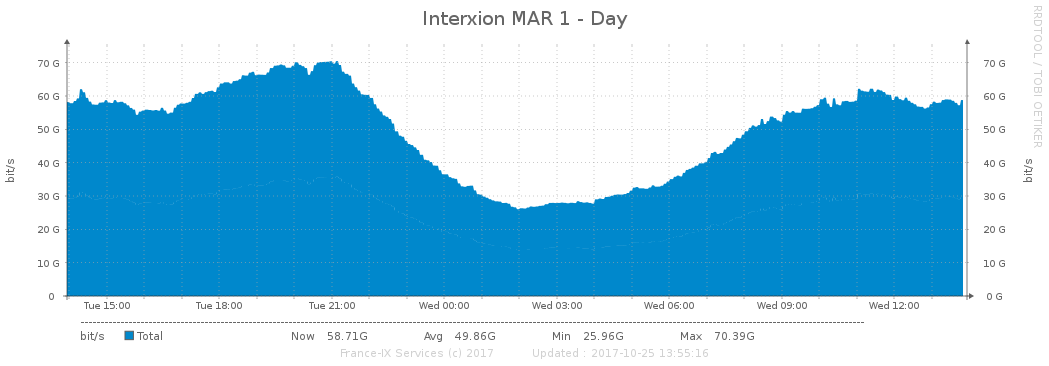 Interxion MAR 1 - Day
RRDTOOL / TOBI OETIKER
bit/s
bit/s
70 G 70 G
60 G 60 G
50 G 50 G
40 G 40 G
30 G 30 G
20 G 20 G
10 G 10 G
0 0 G
Tue 15:00 Tue 18:00 Tue 21:00 Wed 00:00 Wed 03:00 Wed 06:00 Wed 09:00 Wed 12:00
bit/s Total Now 58.71G Avg 49.86G Min 25.96G Max 70.39G
France-IX Services (c) 2017 Updated : 2017-10-25 13:55:16